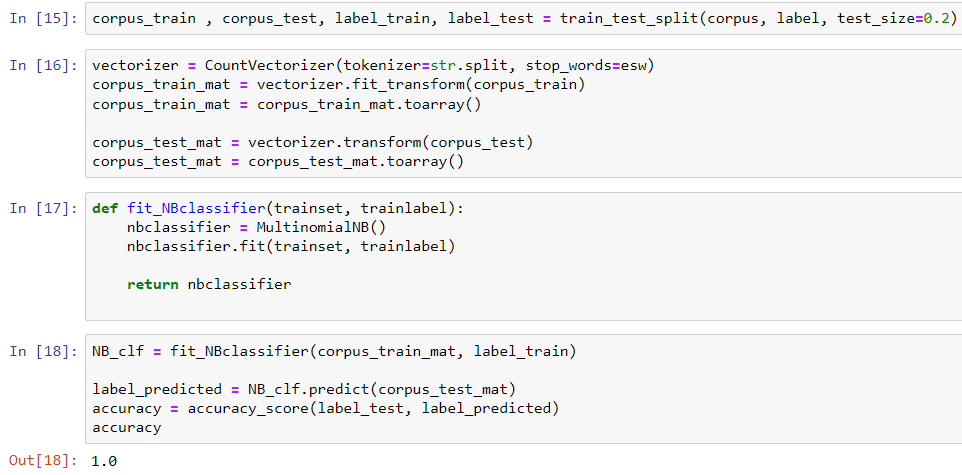 In [15]: corpus_train , corpus_test, label_train, label_test = train_test_split(corpus, label, test_size=0.2)
In [16]: vectorizer = CountVectorizer(tokenizer=str.split, stop_words=esw)
corpus_train_mat = vectorizer.fit_transform(corpus_train)
corpus_train_mat = corpus_train_mat.toarray()
corpus_test_mat = vectorizer.transform(corpus_test)
corpus_test_mat = corpus_test_mat.toarray()
In [17]: def fit_NBclassifier(trainset, trainlabel):
    nbclassifier = MultinomialNB()
    nbclassifier.fit(trainset, trainlabel)
    return nbclassifier
In [18]: NB_clf = fit_NBclassifier(corpus_train_mat, label_train)
label_predicted = NB_clf.predict(corpus_test_mat)
accuracy = accuracy_score(label_test, label_predicted)
accuracy
Out[18]: 1.0